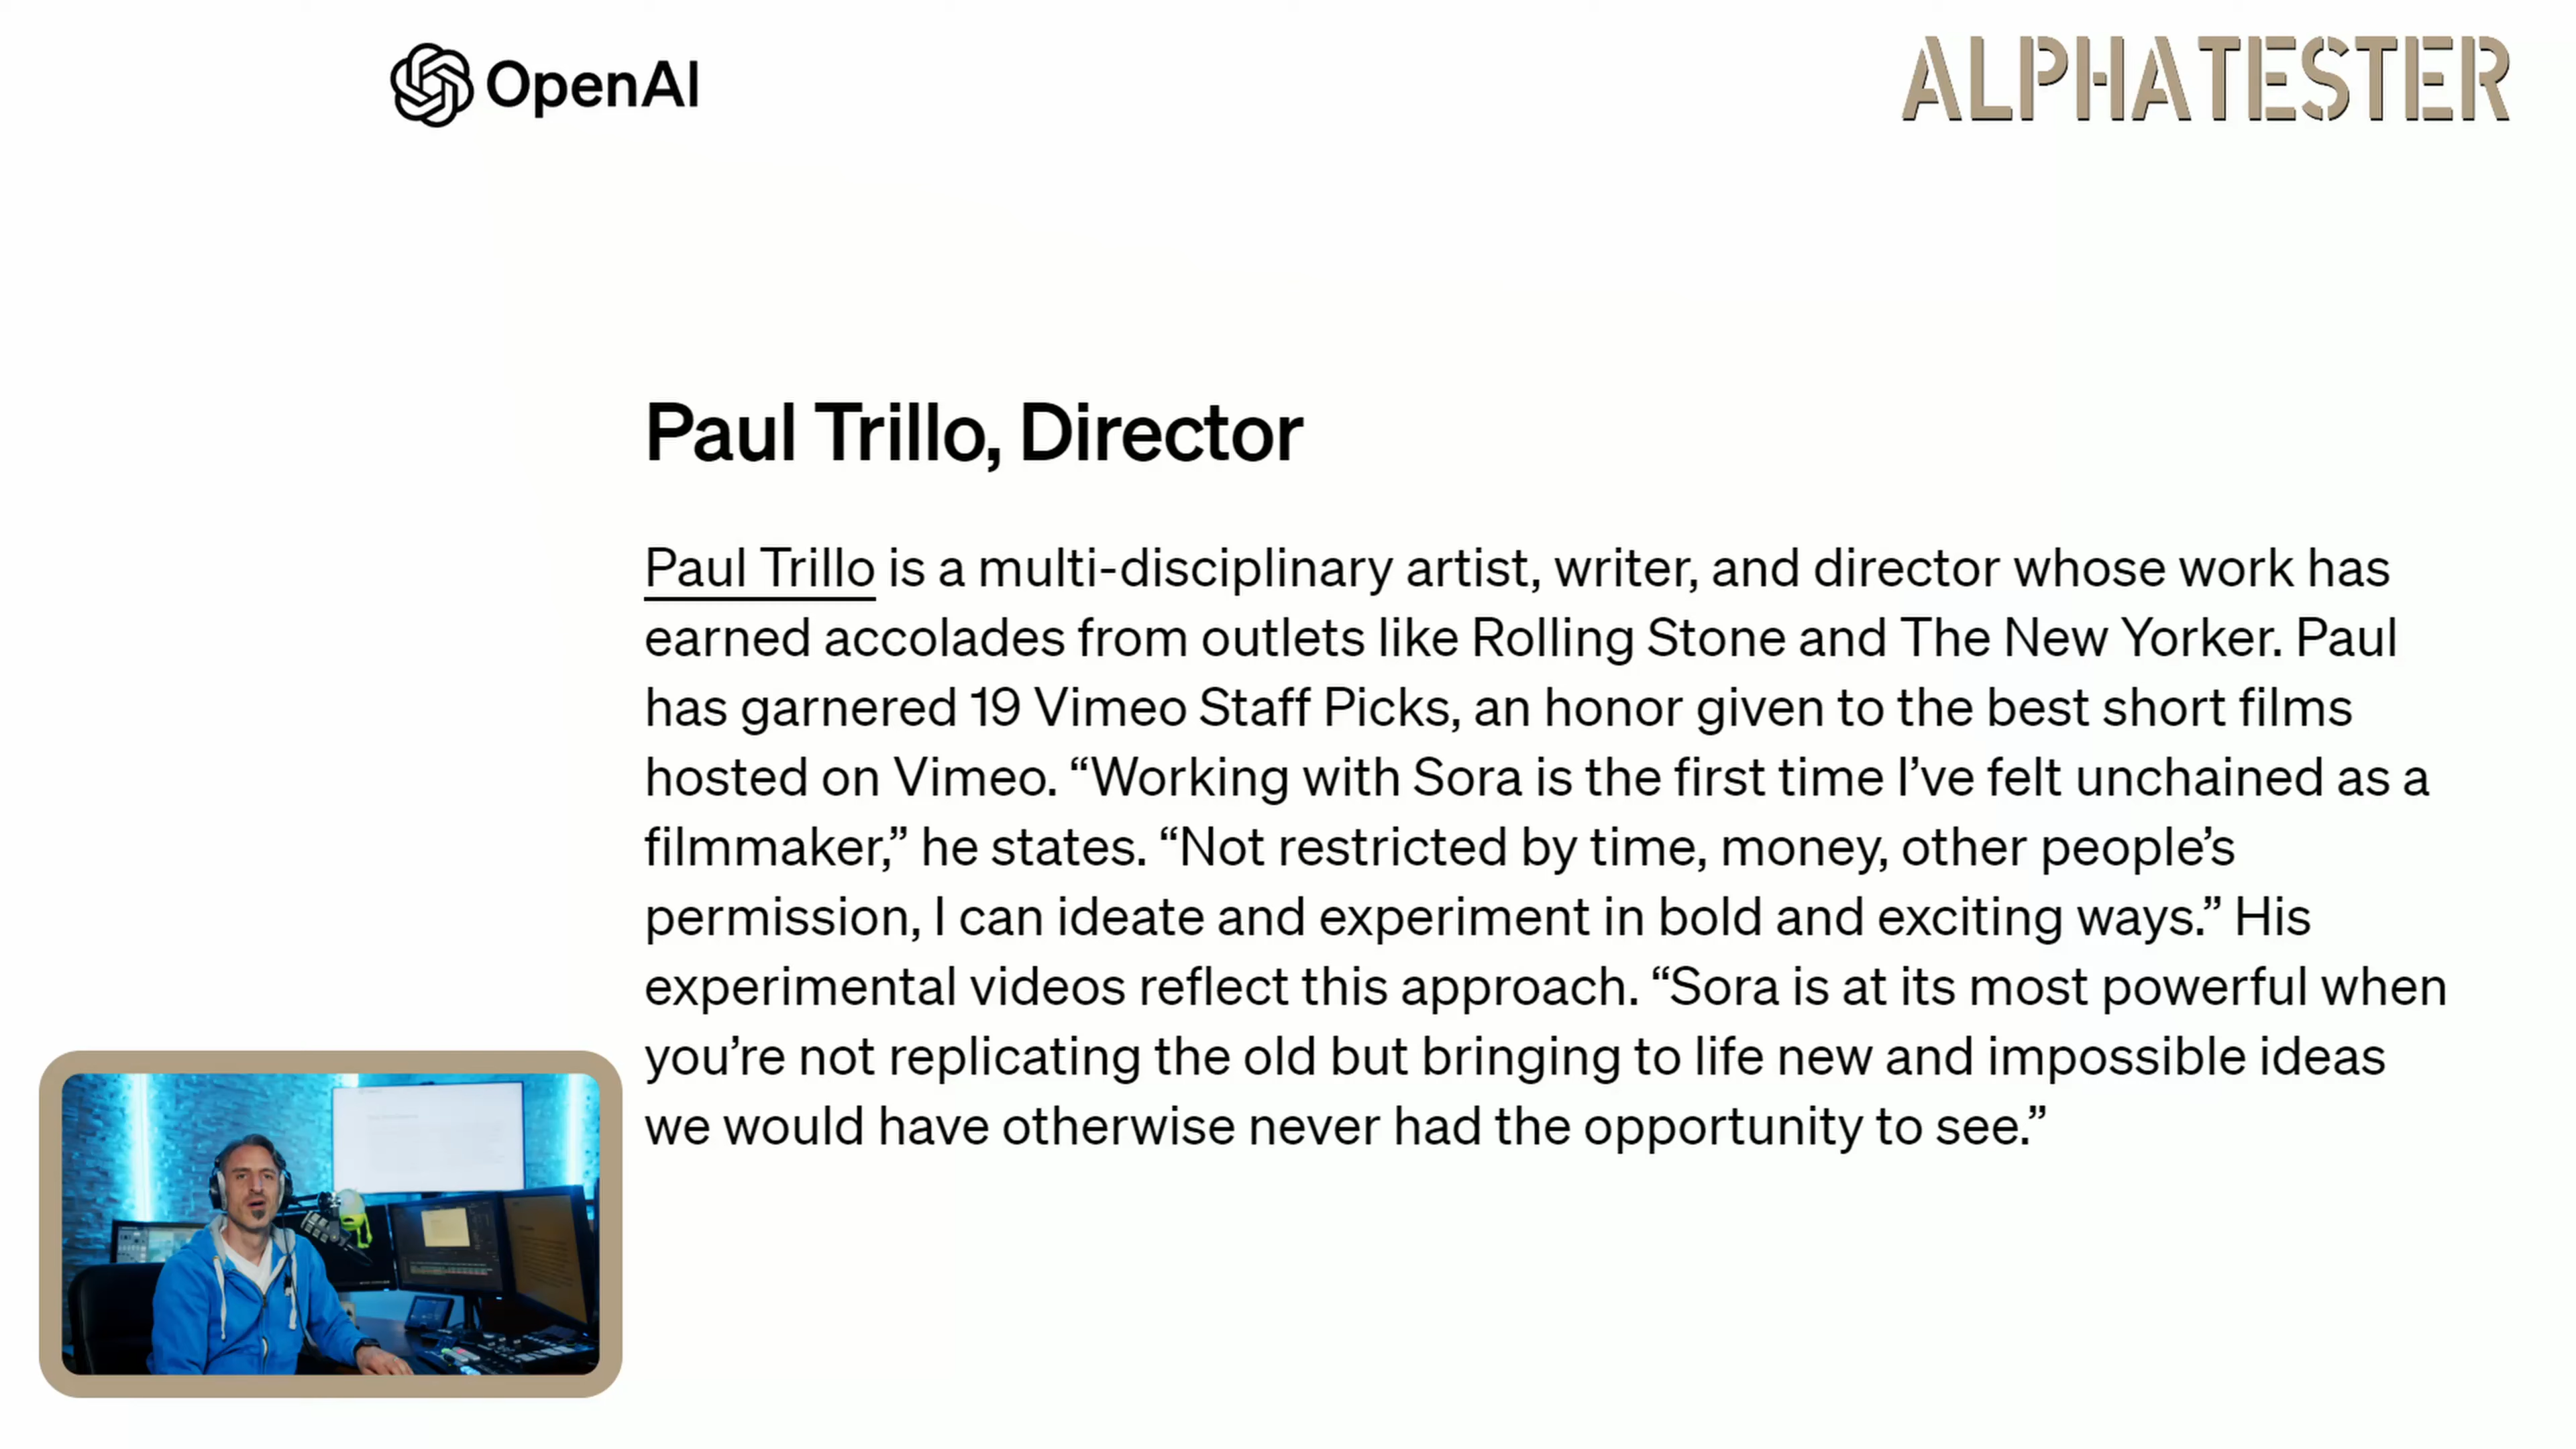 OpenAI
ALPHATESTER
Paul Trillo, Director
Paul Trillo is a multi-disciplinary artist, writer, and director whose work has
earned accolades from outlets like Rolling Stone and The New Yorker. Paul
has garnered 19 Vimeo Staff Picks, an honor given to the best short films
hosted on Vimeo. “Working with Sora is the first time I’ve felt unchained as a
filmmaker,” he states. “Not restricted by time, money, other people’s
permission, I can ideate and experiment in bold and exciting ways.” His
experimental videos reflect this approach. “Sora is at its most powerful when
you’re not replicating the old but bringing to life new and impossible ideas
we would have otherwise never had the opportunity to see.”